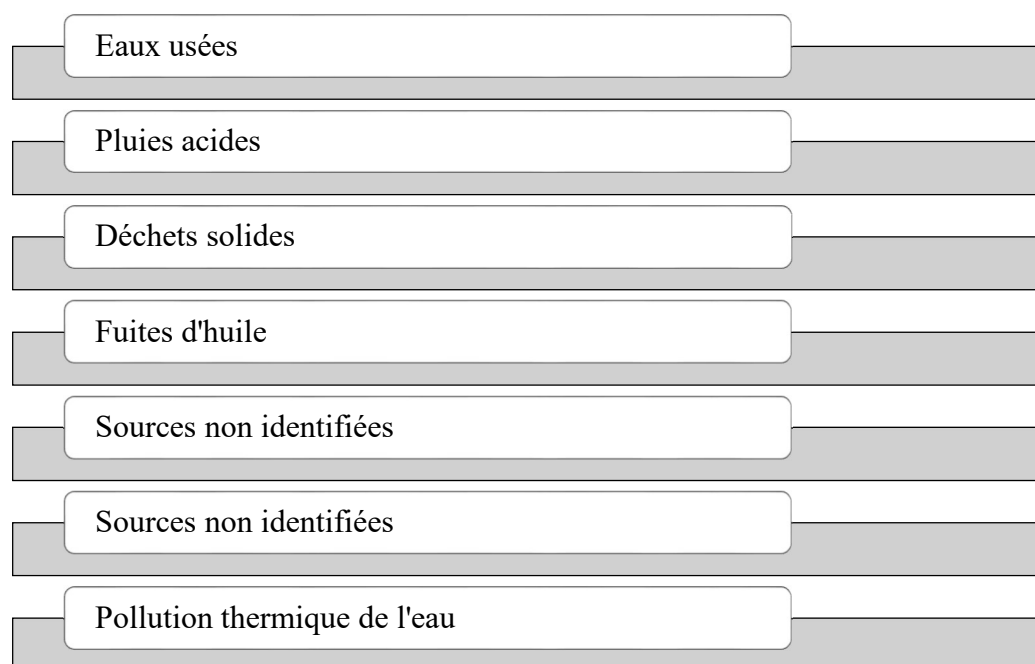 Eaux usées
Pluies acides
Déchets solides
Fuites d'huile
Sources non identifiées
Sources non identifiées
Pollution thermique de l'eau